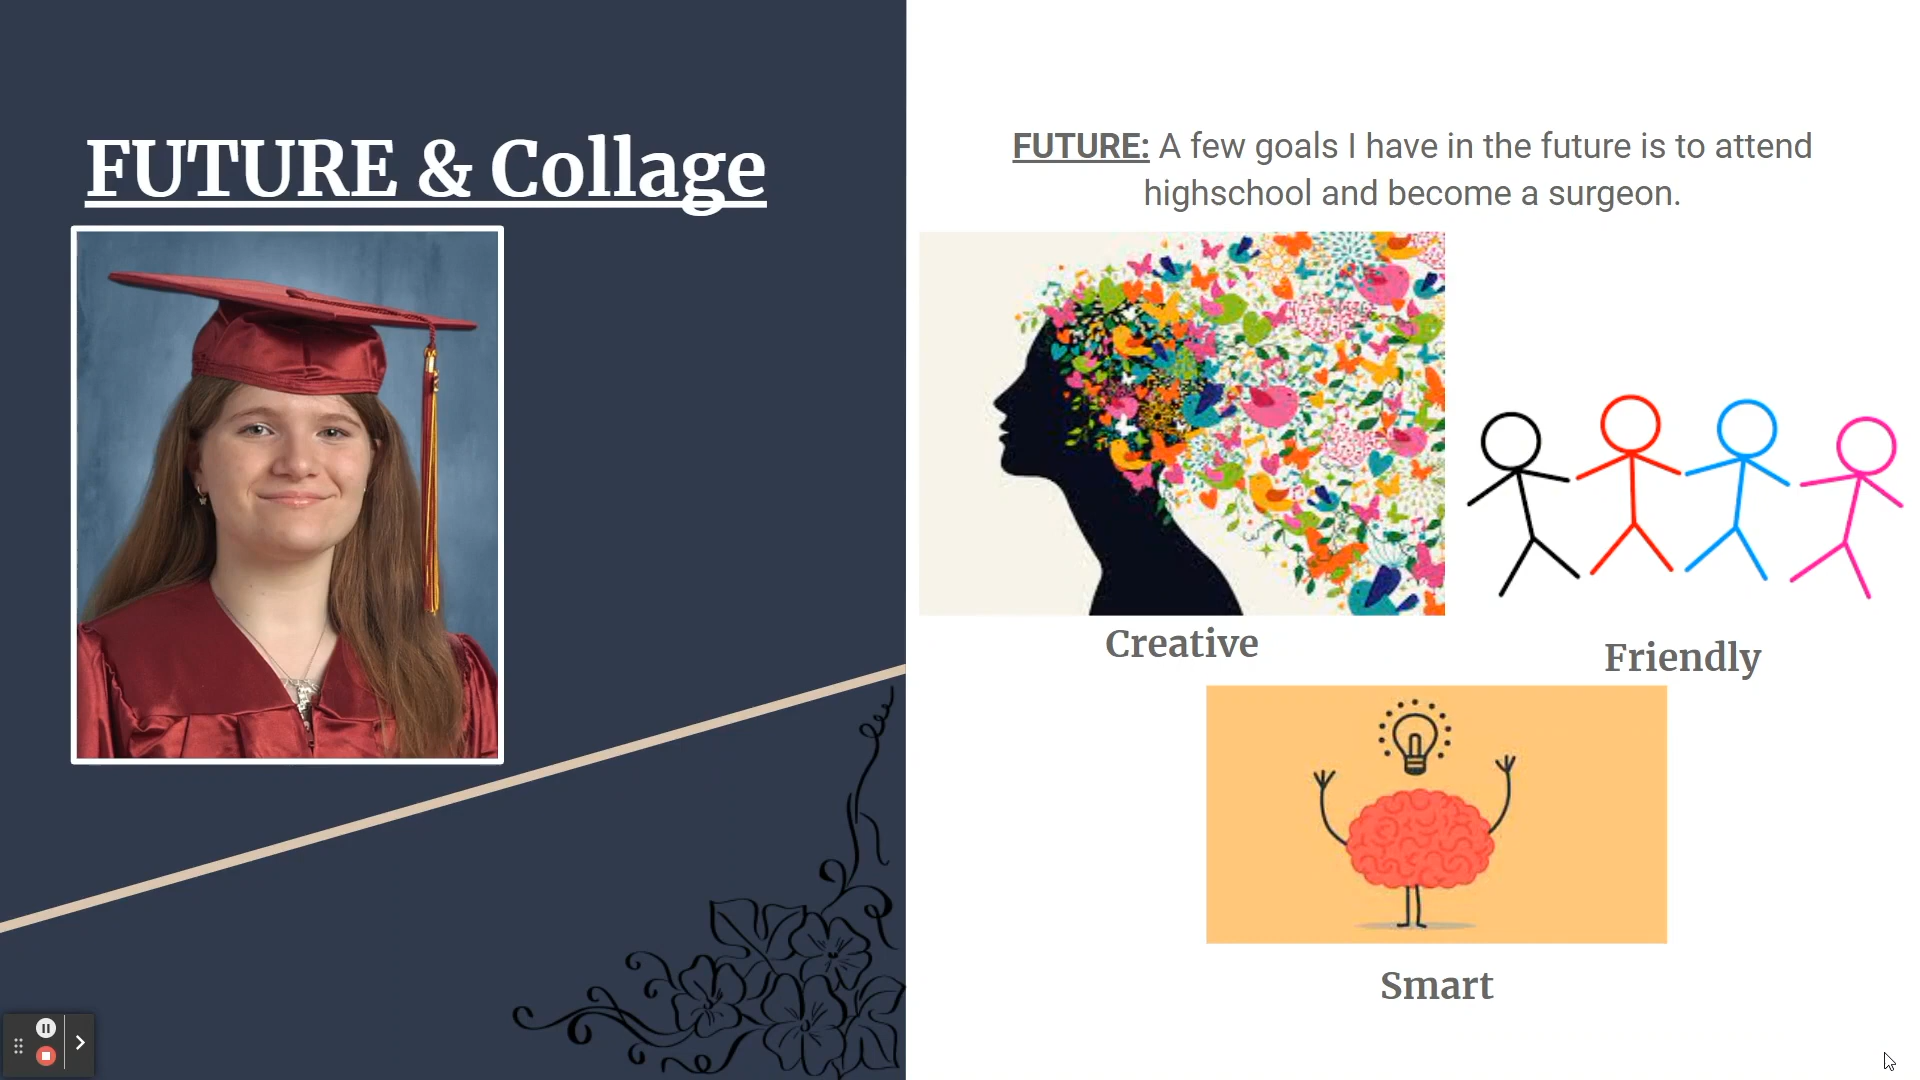 FUTURE & Collage
FUTURE: A few goals I have in the future is to attend
highschool and become a surgeon.
Creative
Friendly
Smart